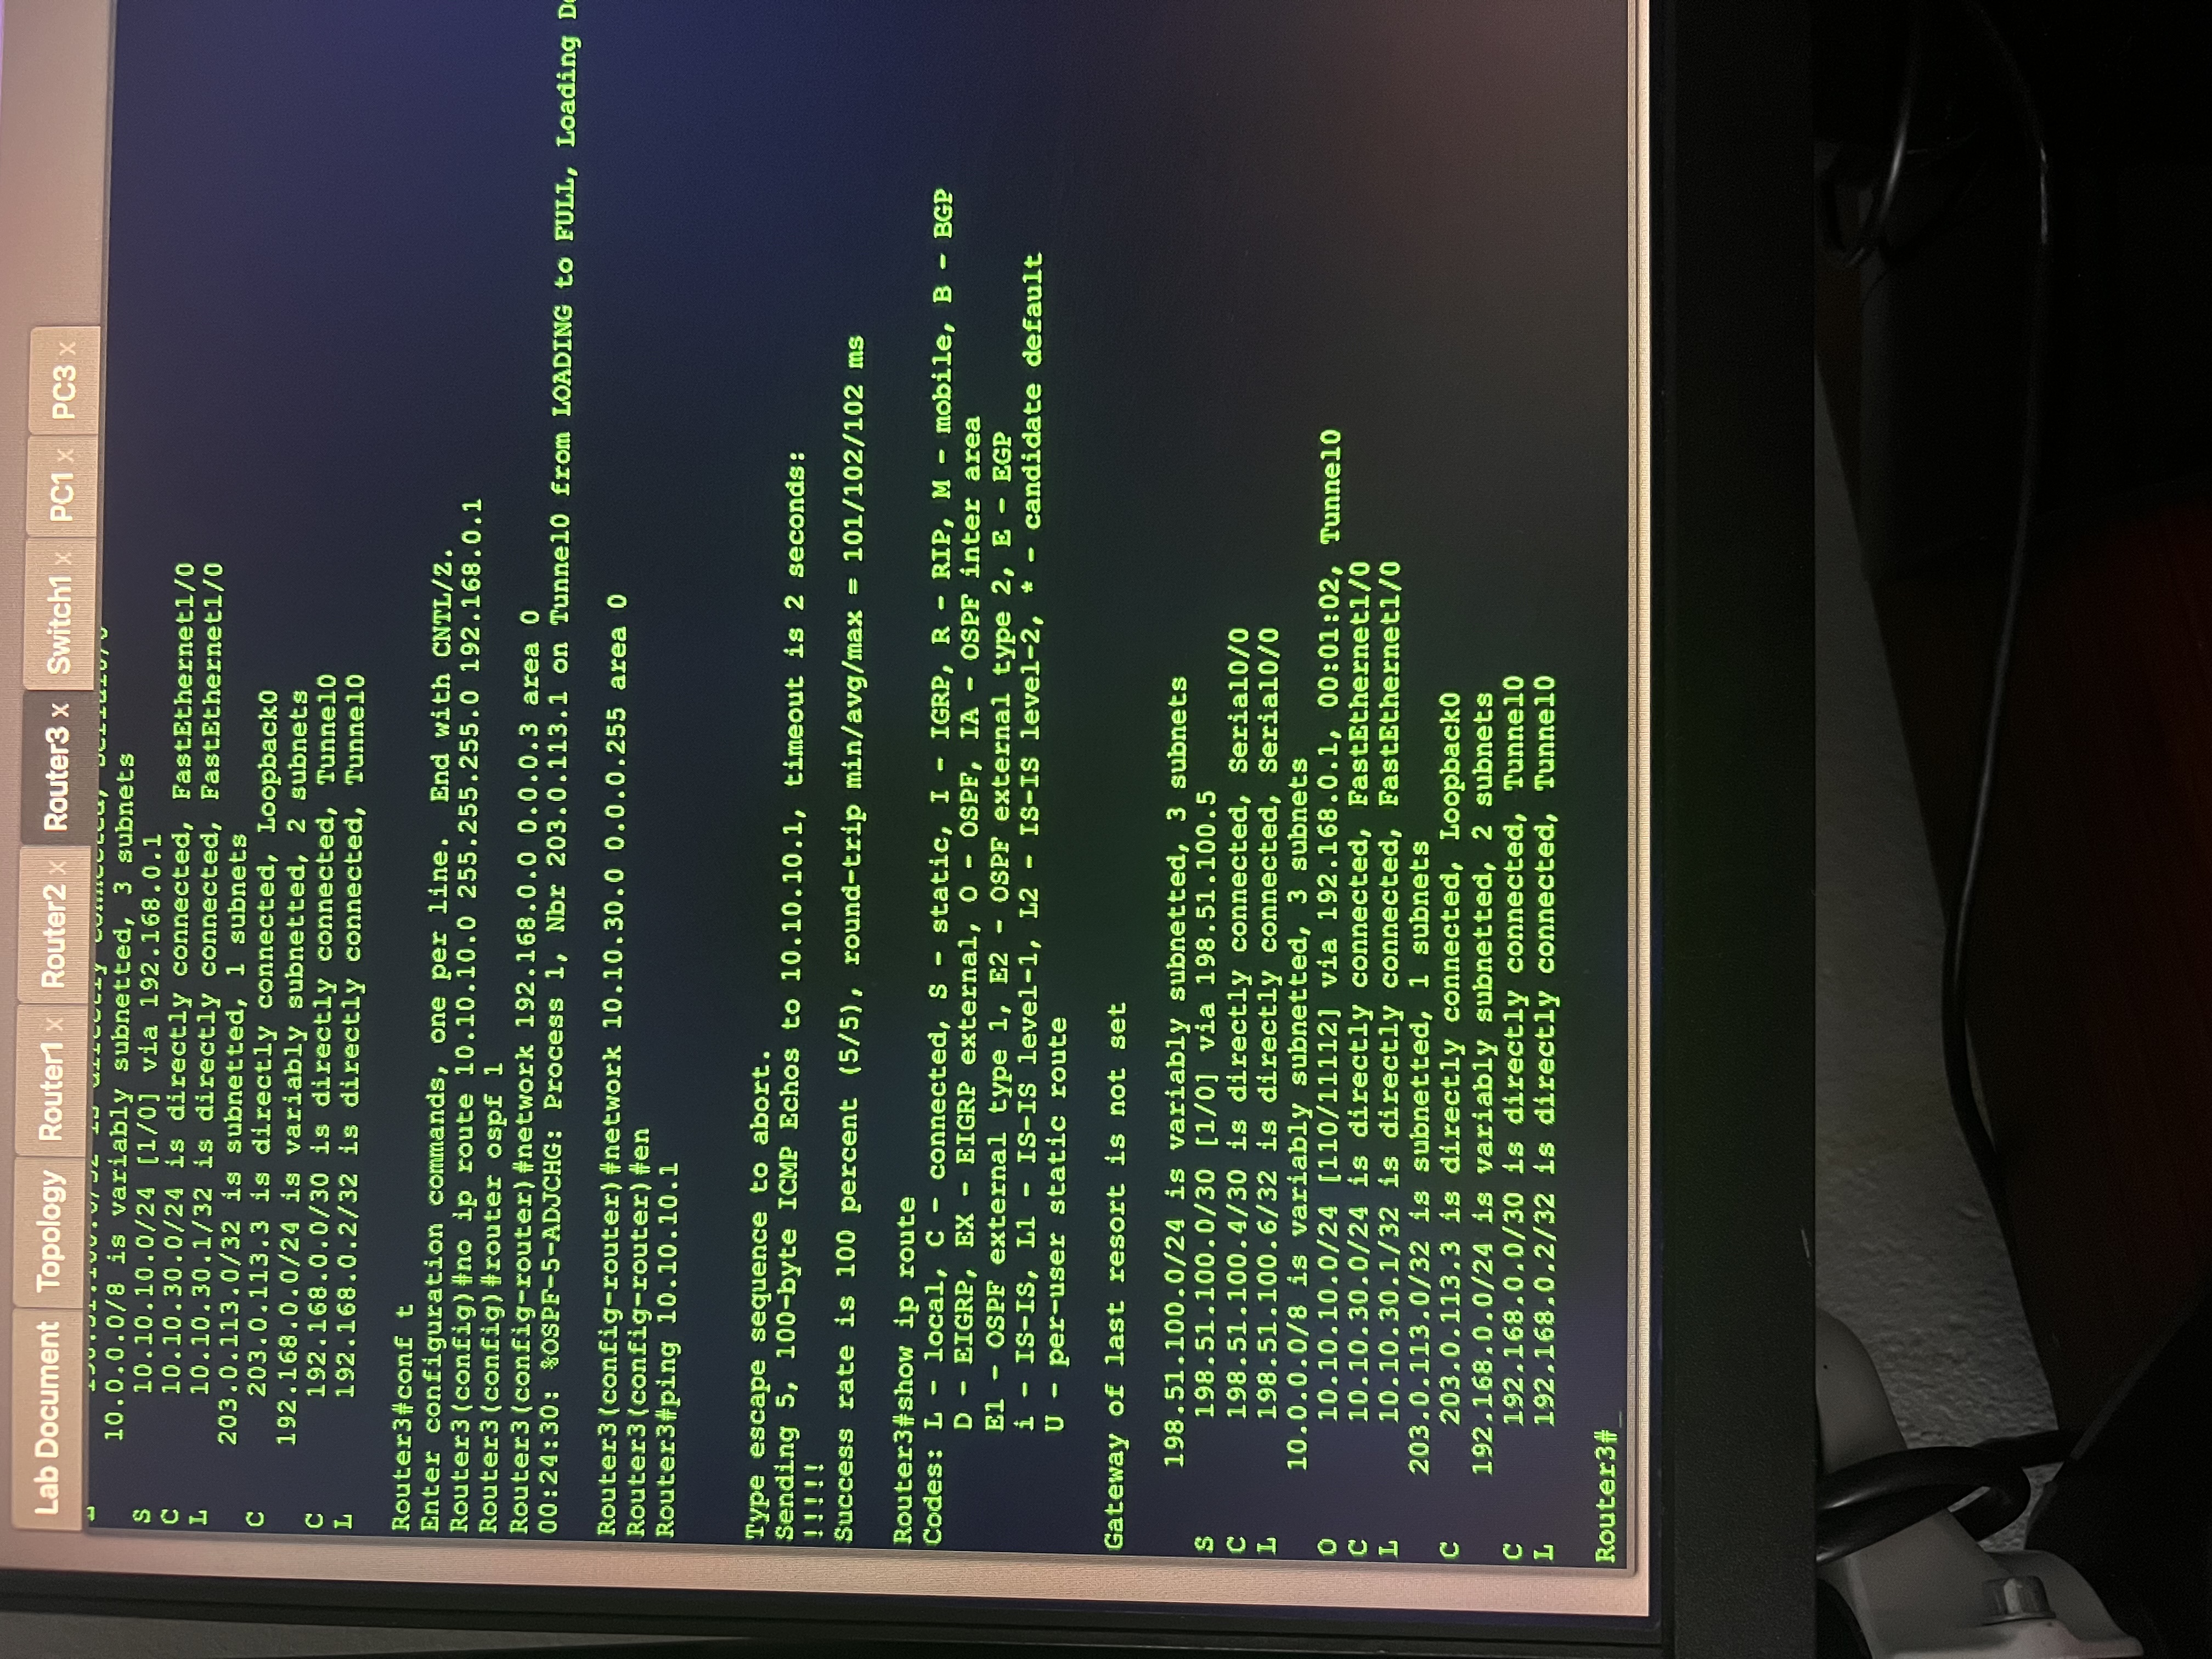 Lab Document Topology Router1 x Router2 x Router3 x Switch1 x PC1 x PC3 x
is directly connected,
10.0.0.0/8 is variably subnetted, 3 subnets
S 10.10.10.0/24 [1/0] via 192.168.0.1
C 10.10.30.0/24 is directly connected, FastEthernet1/0
L 10.10.30.1/32 is directly connected, FastEthernet1/0
203.0.113.0/32 is subnetted, 1 subnets
C 203.0.113.3 is directly connected, Loopback0
192.168.0.0/24 is variably subnetted, 2 subnets
C 192.168.0.0/30 is directly connected, Tunnel0
L 192.168.0.2/32 is directly connected, Tunnel0
Router3#conf t
Enter configuration commands, one per line. End with CNTL/Z.
Router3(config)#no ip route 10.10.10.0 255.255.255.0 192.168.0.1
Router3(config)#router ospf 1
Router3(config-router)#network 192.168.0.0 0.0.0.3 area 0
00:24:30: %OSPF-5-ADJCHG: Process 1, Nbr 203.0.113.1 on Tunnel0 from LOADING to FULL, Loading
Router3(config-router)#network 10.10.30.0 0.0.0.255 area 0
Router3(config-router)#en
Router3#ping 10.10.10.1
Type escape sequence to abort.
Sending 5, 100-byte ICMP Echos to 10.10.10.1, timeout is 2 seconds:
!!!!!
Success rate is 100 percent (5/5), round-trip min/avg/max = 101/102/102 ms
Router3#show ip route
Codes: L - local, C - connected, S - static, I - IGRP, R - RIP, M - mobile, B - BGP
D - EIGRP, EX - EIGRP external, O - OSPF, IA - OSPF inter area
E1 - OSPF external type 1, E2 - OSPF external type 2, E - EGP
i - IS-IS, L1 - IS-IS level-1, L2 - IS-IS level-2, * - candidate default
U - per-user static route
Gateway of last resort is not set
198.51.100.0/24 is variably subnetted, 3 subnets
S 198.51.100.0/30 [1/0] via 198.51.100.5
C 198.51.100.4/30 is directly connected, Serial0/0
L 198.51.100.6/32 is directly connected, Serial0/0
10.0.0.0/8 is variably subnetted, 3 subnets
O 10.10.10.0/24 [110/11112] via 192.168.0.1, 00:01:02, Tunnel0
C 10.10.30.0/24 is directly connected, FastEthernet1/0
L 10.10.30.1/32 is directly connected, FastEthernet1/0
203.0.113.0/32 is subnetted, 1 subnets
C 203.0.113.3 is directly connected, Loopback0
192.168.0.0/24 is variably subnetted, 2 subnets
C 192.168.0.0/30 is directly connected, Tunnel0
L 192.168.0.2/32 is directly connected, Tunnel0
Router3#_